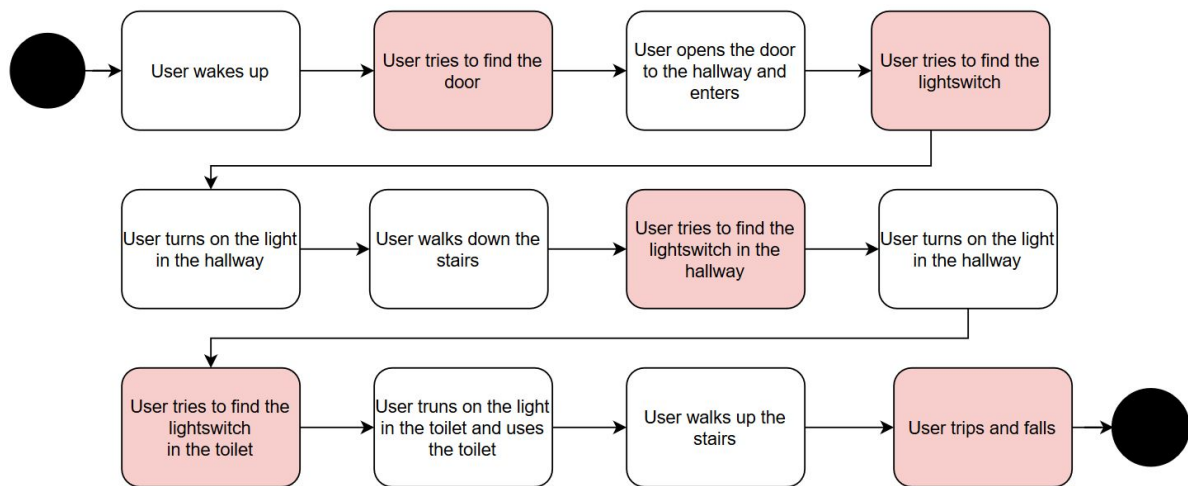 User wakes up
User tries to find the
door
User opens the door
to the hallway and
enters
User tries to find the
lightswitch
User turns on the light
in the hallway
User walks down the
stairs
User tries to find the
lightswitch in the
hallway
User turns on the light
in the hallway
User tries to find the
lightswitch
in the toilet
User truns on the light
in the toilet and uses
the toilet
User walks up the
stairs
User trips and falls